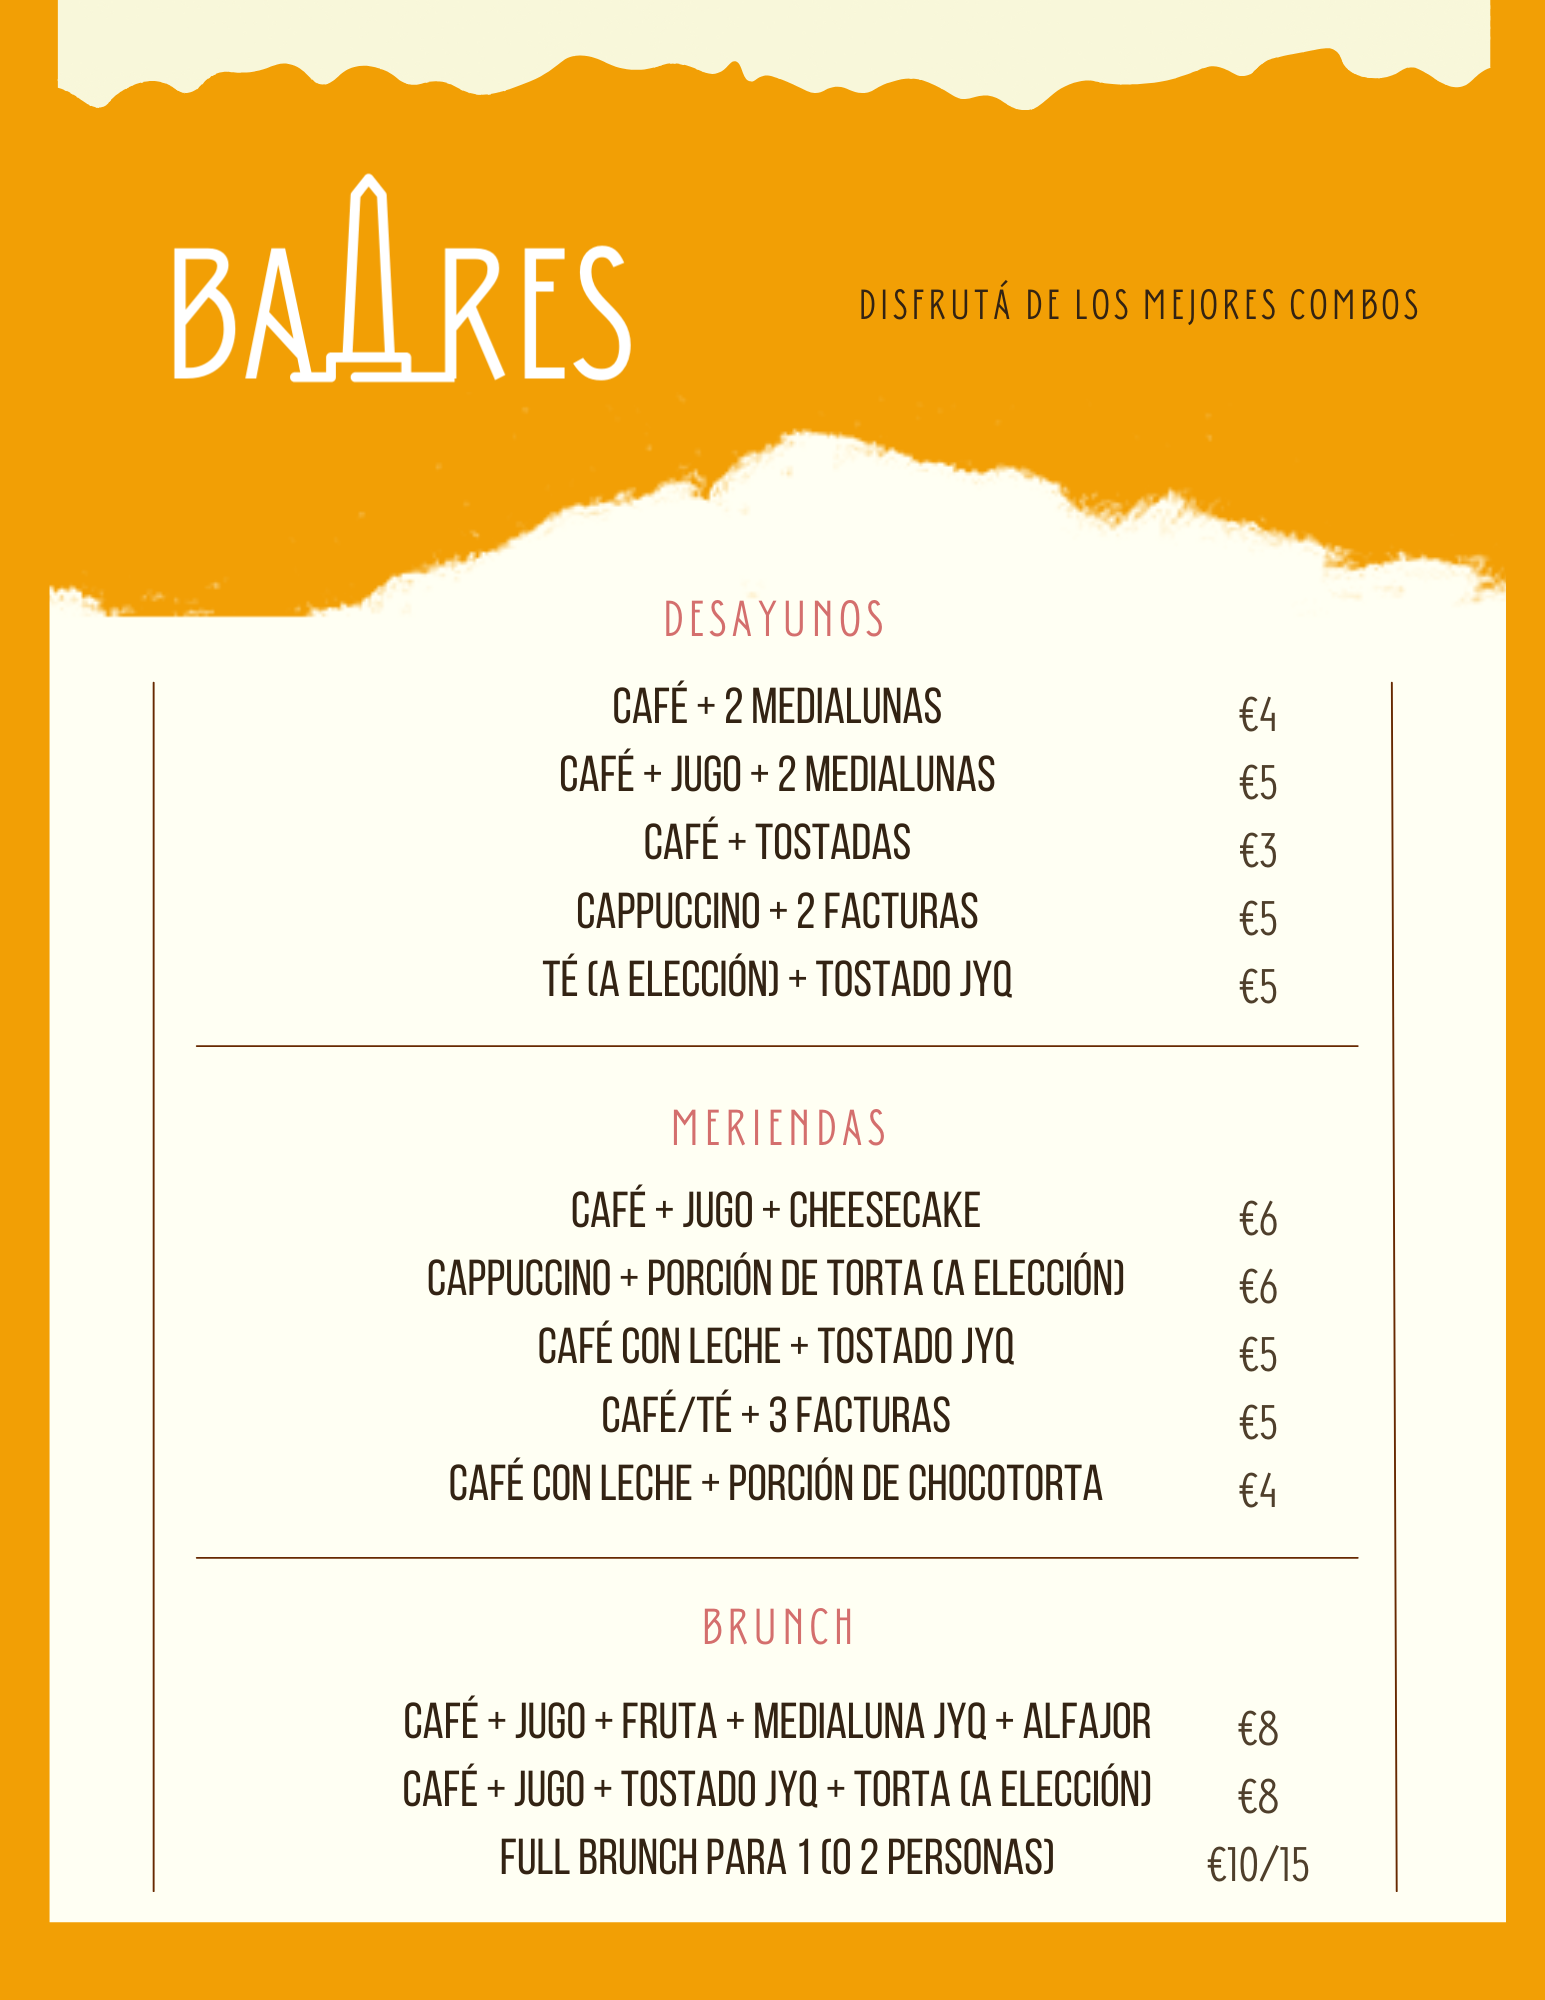 BAIRES
DISFRUTÁ DE LOS MEJORES COMBOS
DESAYUNOS
CAFÉ + 2 MEDIALUNAS €4
CAFÉ + JUGO + 2 MEDIALUNAS €5
CAFÉ + TOSTADAS €3
CAPPUCCINO + 2 FACTURAS €5
TÉ (A ELECCIÓN) + TOSTADO JYQ €5
MERIENDAS
CAFÉ + JUGO + CHEESECAKE €6
CAPPUCCINO + PORCIÓN DE TORTA (A ELECCIÓN) €6
CAFÉ CON LECHE + TOSTADO JYQ €5
CAFÉ/TÉ + 3 FACTURAS €5
CAFÉ CON LECHE + PORCIÓN DE CHOCOTORTA €4
BRUNCH
CAFÉ + JUGO + FRUTA + MEDIALUNA JYQ + ALFAJOR €8
CAFÉ + JUGO + TOSTADO JYQ + TORTA (A ELECCIÓN) €8
FULL BRUNCH PARA 1 (O 2 PERSONAS) €10/15